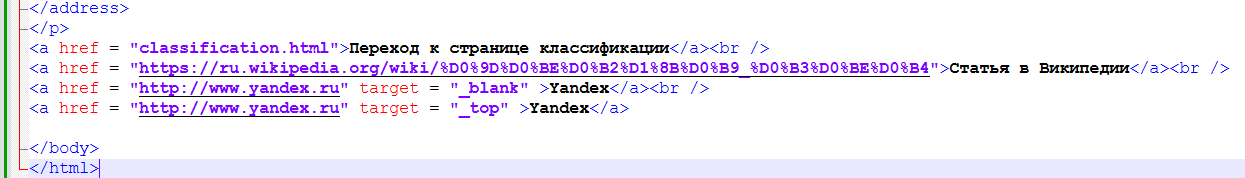 </address>
</p>
<a href = "classification.html">Переход к странице классификации</a><br />
<a href = "https://ru.wikipedia.org/wiki/%D0%9D%D0%BE%D0%B2%D1%8B%D0%B9_%D0%B3%D0%BE%D0%B4">Статья в Википедии</a><br />
<a href = "http://www.yandex.ru" target = "_blank" >Yandex</a><br />
<a href = "http://www.yandex.ru" target = "_top" >Yandex</a>
</body>
</html>